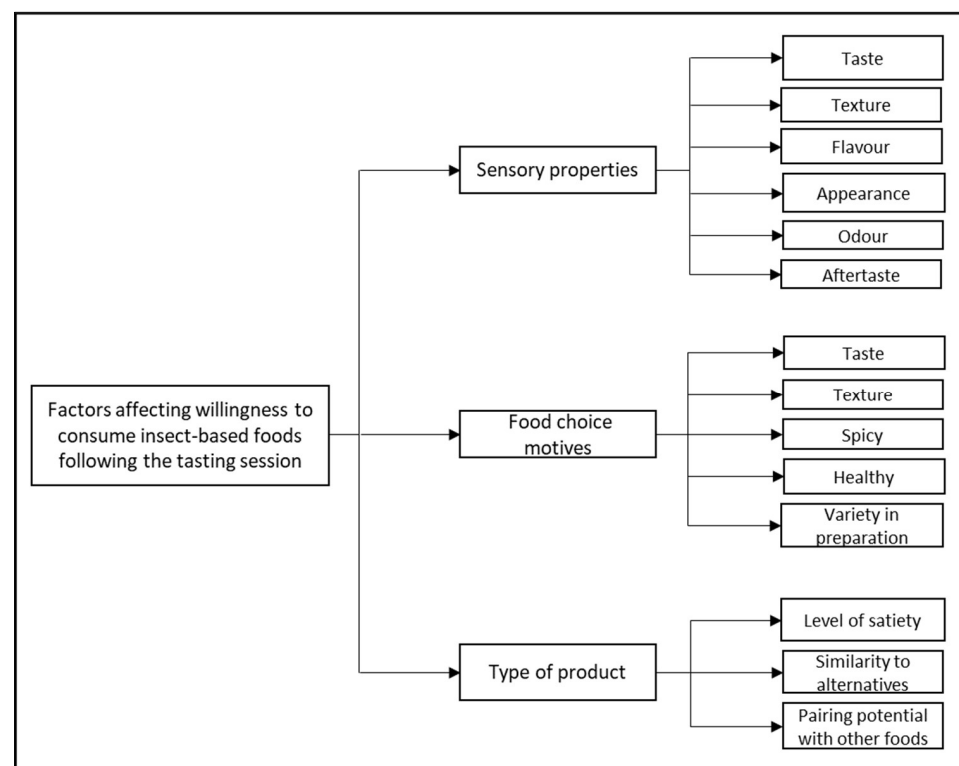 Taste
Texture
Flavour
Sensory properties
Appearance
Odour
Aftertaste
Factors affecting willingness to
consume insect-based foods
following the tasting session
Food choice
motives
Taste
Texture
Spicy
Healthy
Variety in
preparation
Type of product
Level of satiety
Similarity to
alternatives
Pairing potential
with other foods